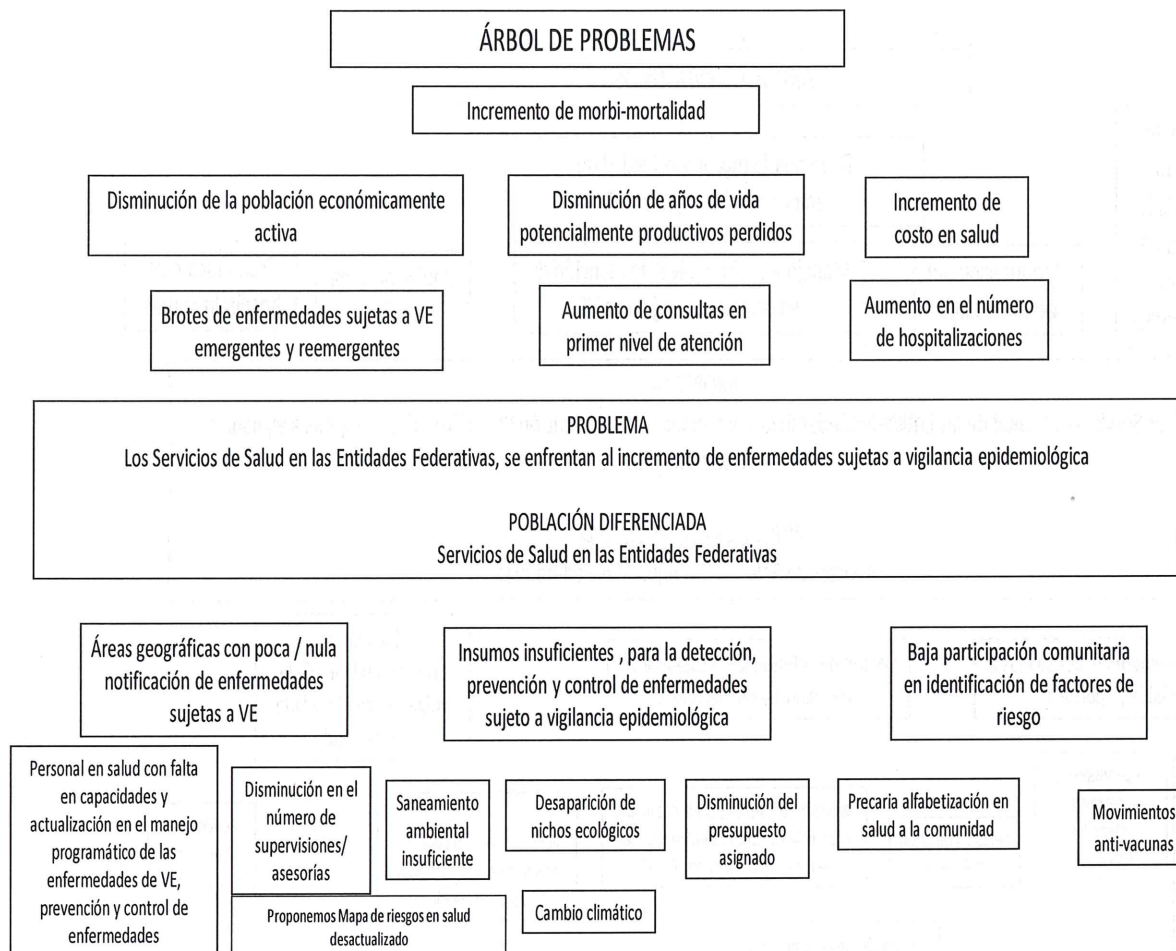 ÁRBOL DE PROBLEMAS
Incremento de morbi-mortalidad
Disminución de la población económicamente
activa
Disminución de años de vida
potencialmente productivos perdidos
Incremento de
costo en salud
Brotes de enfermedades sujetas a VE
emergentes y reemergentes
Aumento de consultas en
primer nivel de atención
Aumento en el número
de hospitalizaciones
PROBLEMA
Los Servicios de Salud en las Entidades Federativas, se enfrentan al incremento de enfermedades sujetas a vigilancia epidemiológica
POBLACIÓN DIFERENCIADA
Servicios de Salud en las Entidades Federativas
Áreas geográficas con poca / nula
notificación de enfermedades
sujetas a VE
Insumos insuficientes , para la detección,
prevención y control de enfermedades
sujeto a vigilancia epidemiológica
Baja participación comunitaria
en identificación de factores de
riesgo
Personal en salud con falta
en capacidades y
actualización en el manejo
programático de las
enfermedades de VE,
prevención y control de
enfermedades
Disminución en el
número de
supervisiones/
asesorías
Saneamiento
ambiental
insuficiente
Desaparición de
nichos ecológicos
Disminución del
presupuesto
asignado
Precaria alfabetización en
salud a la comunidad
Movimientos
anti-vacunas
Proponemos Mapa de riesgos en salud
desactualizado
Cambio climático